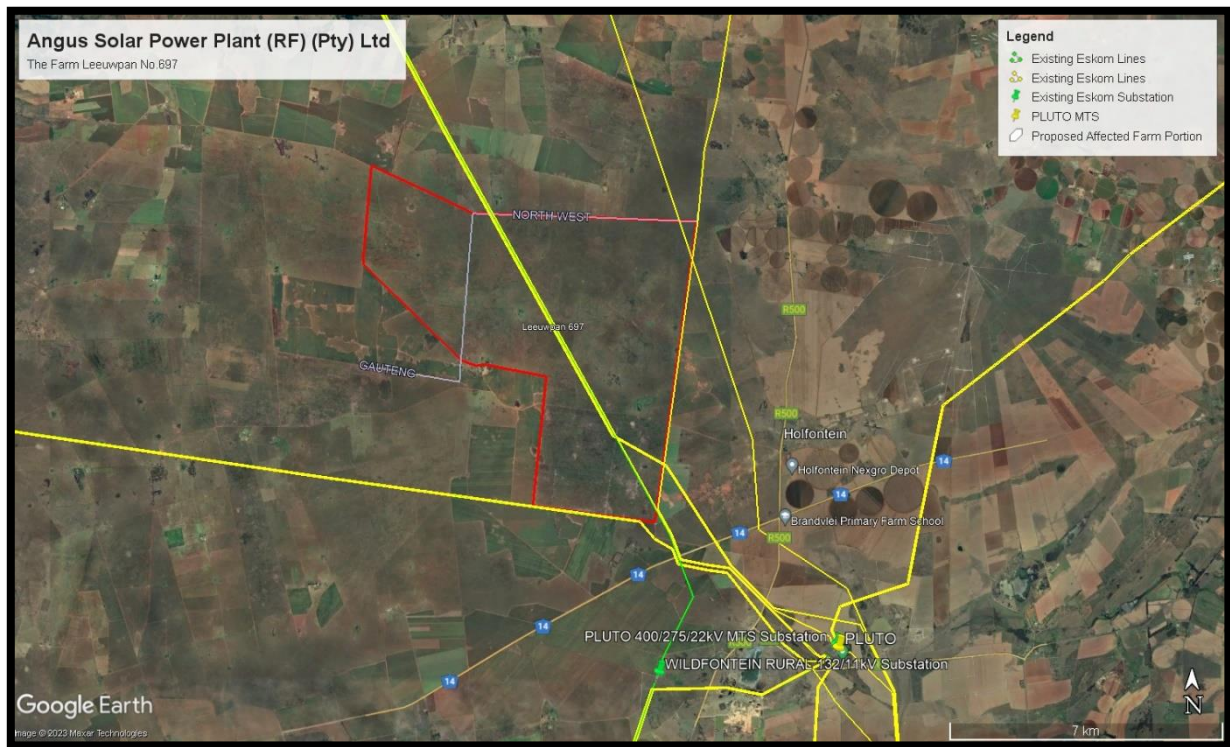 Angus Solar Power Plant (RF) (Pty) Ltd
The Farm Leeuwpan No.697
Legend
Existing Eskom Lines
Existing Eskom Lines
Existing Eskom Substation
PLUTO MTS
Proposed Affected Farm Portion
NORTH WEST
R500
Leeuwpan 697
GAUTENG
R500
Holfontein
Holfontein Nexgro Depot
14
14
Brandvlei Primary Farm School
14
R500
14
14
PLUTO 400/275/22kV MTS Substation
PLUTO
R500
WILDFONTEIN RURAL 132/11kV Substation
14
N
Google Earth
Image © 2023 Maxar Technologies
7 km